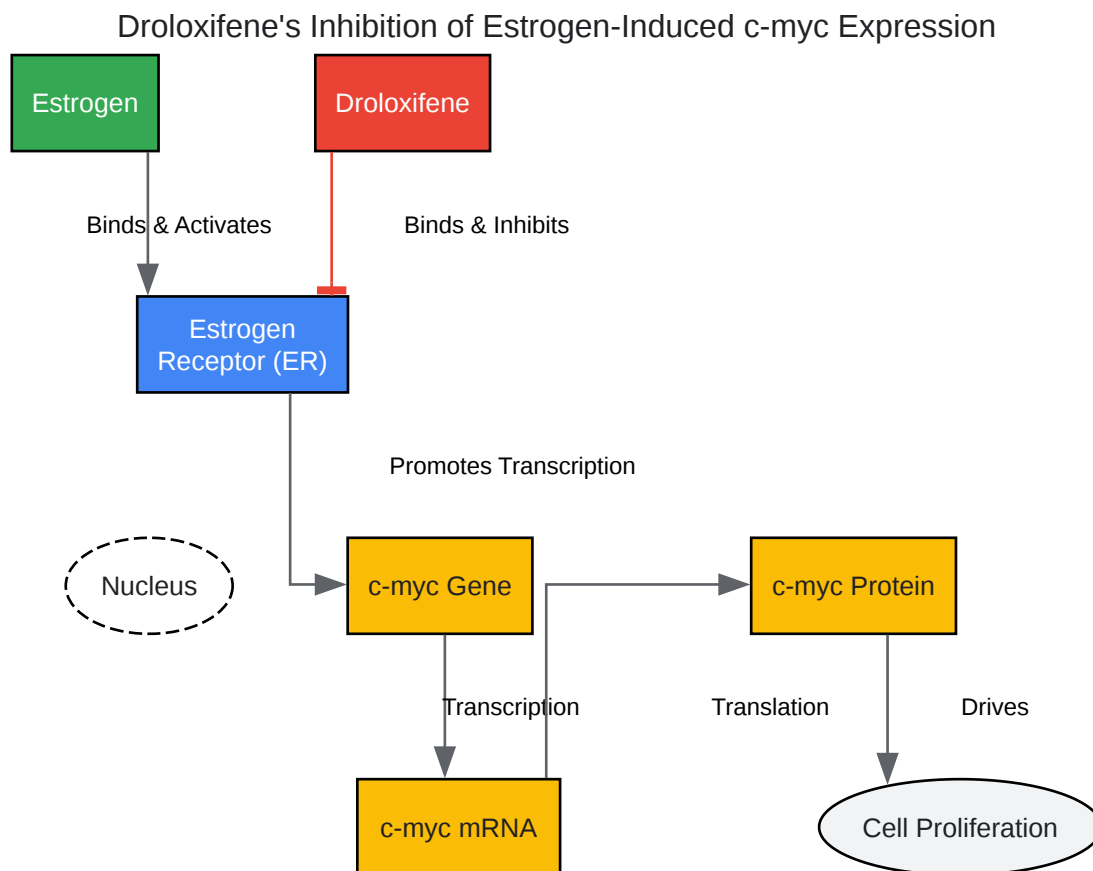 Droloxifene's Inhibition of Estrogen-Induced c-myc Expression
Estrogen
Droloxifene
Binds & Activates
Binds & Inhibits
Estrogen
Receptor (ER)
Promotes Transcription
Nucleus
c-myc Gene
c-myc Protein
Transcription
Translation
Drives
c-myc mRNA
Cell Proliferation